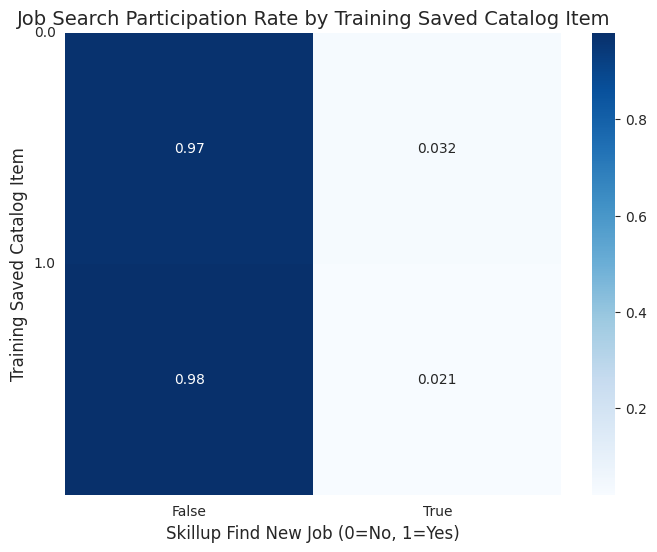 Job Search Participation Rate by Training Saved Catalog Item
0.0
0.97
0.032
1.0
0.98
0.021
Training Saved Catalog Item
False
True
Skillup Find New Job (0=No, 1=Yes)
0.8
0.6
0.4
0.2